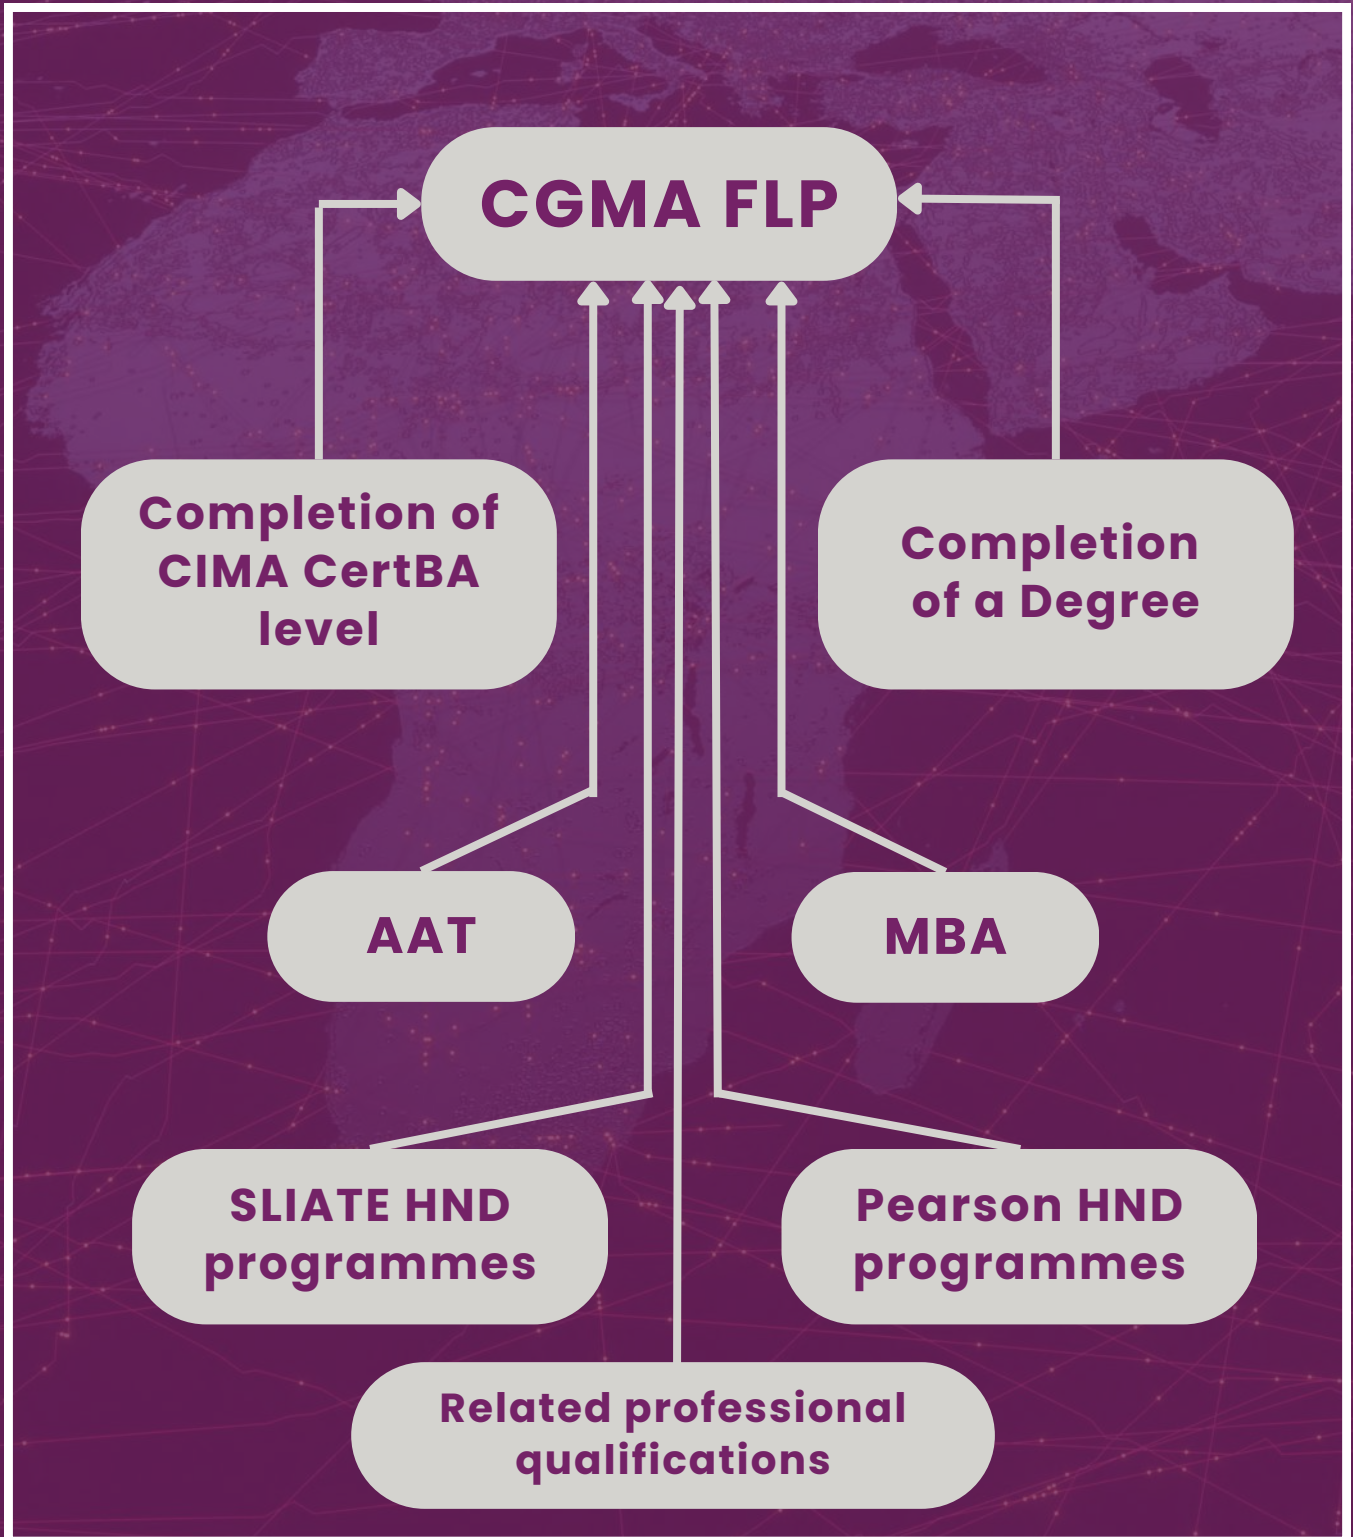 CGMA FLP
Completion of
CIMA CertBA
level
Completion
of a Degree
AAT
MBA
SLIATE HND
programmes
Pearson HND
programmes
Related professional
qualifications